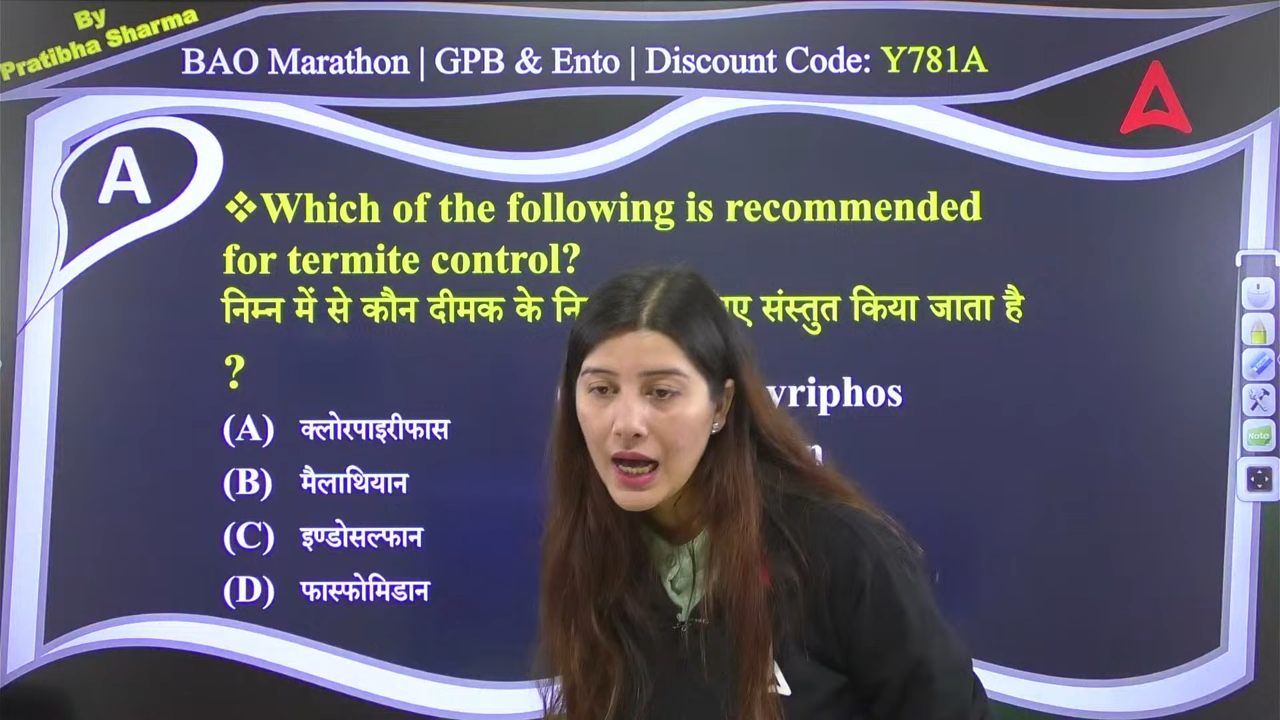 By
Pratibha Sharma
BAO Marathon | GPB & Ento | Discount Code: Y781A
A
❖Which of the following is recommended
for termite control?
निम्न में से कौन दीमक के संस्तुत किया जाता है
?
(A) क्लोरपाइरीफास
(B) मैलाथियान
(C) इण्डोसल्फान
(D) फास्फोमिडान
Note